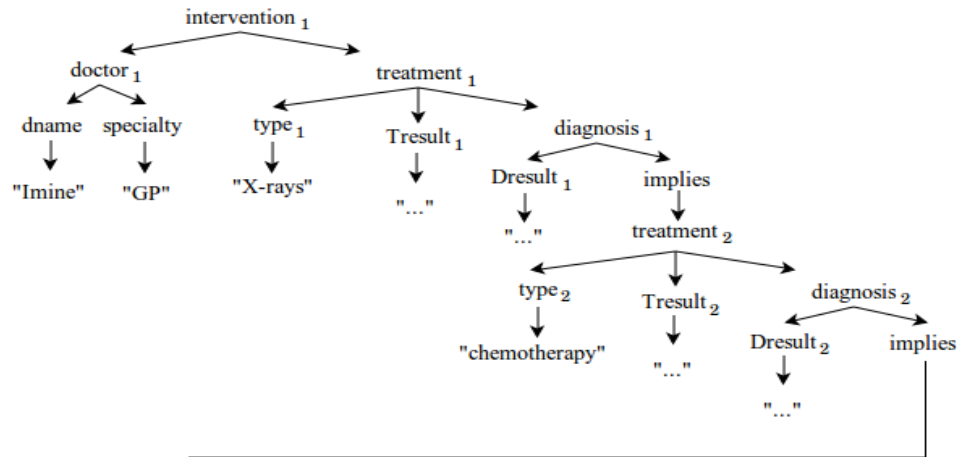 intervention 1
doctor 1 treatment 1
dname specialty type 1 Tresult 1 diagnosis 1
"Imine" "GP" "X-rays" "..." Dresult 1 implies
"..." treatment 2
type 2 Tresult 2 diagnosis 2
"chemotherapy" "..." Dresult 2 implies
"..."